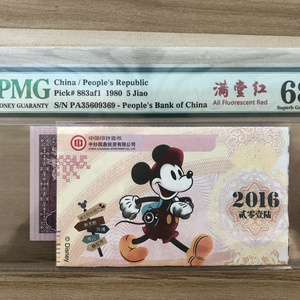 PMG
MONEY GUARANTY
China / People's Republic
Pick# 883af1 1980 5 Jiao
S/N PA35609369 - People's Bank of China
满堂红
All Fluorescent Red
68
Superb Ge
中国印钞造币
中钞国鼎投资有限公司
2016
贰零壹陆
© Disney